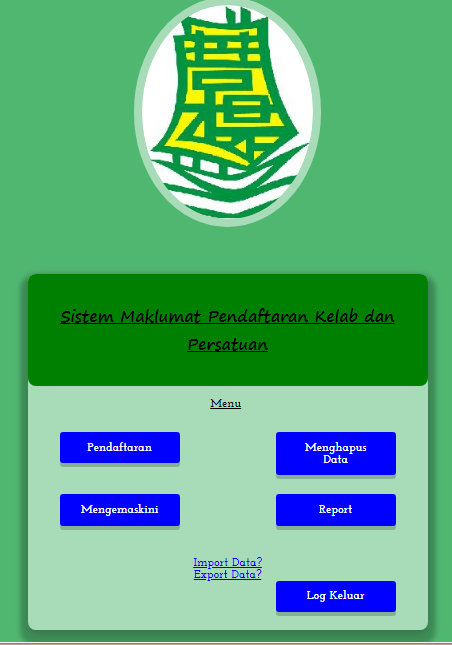 Sistem Maklumat Pendaftaran Kelab dan
Persatuan
Menu
Pendaftaran
Menghapus
Data
Mengemaskini
Report
Import Data?
Export Data?
Log Keluar